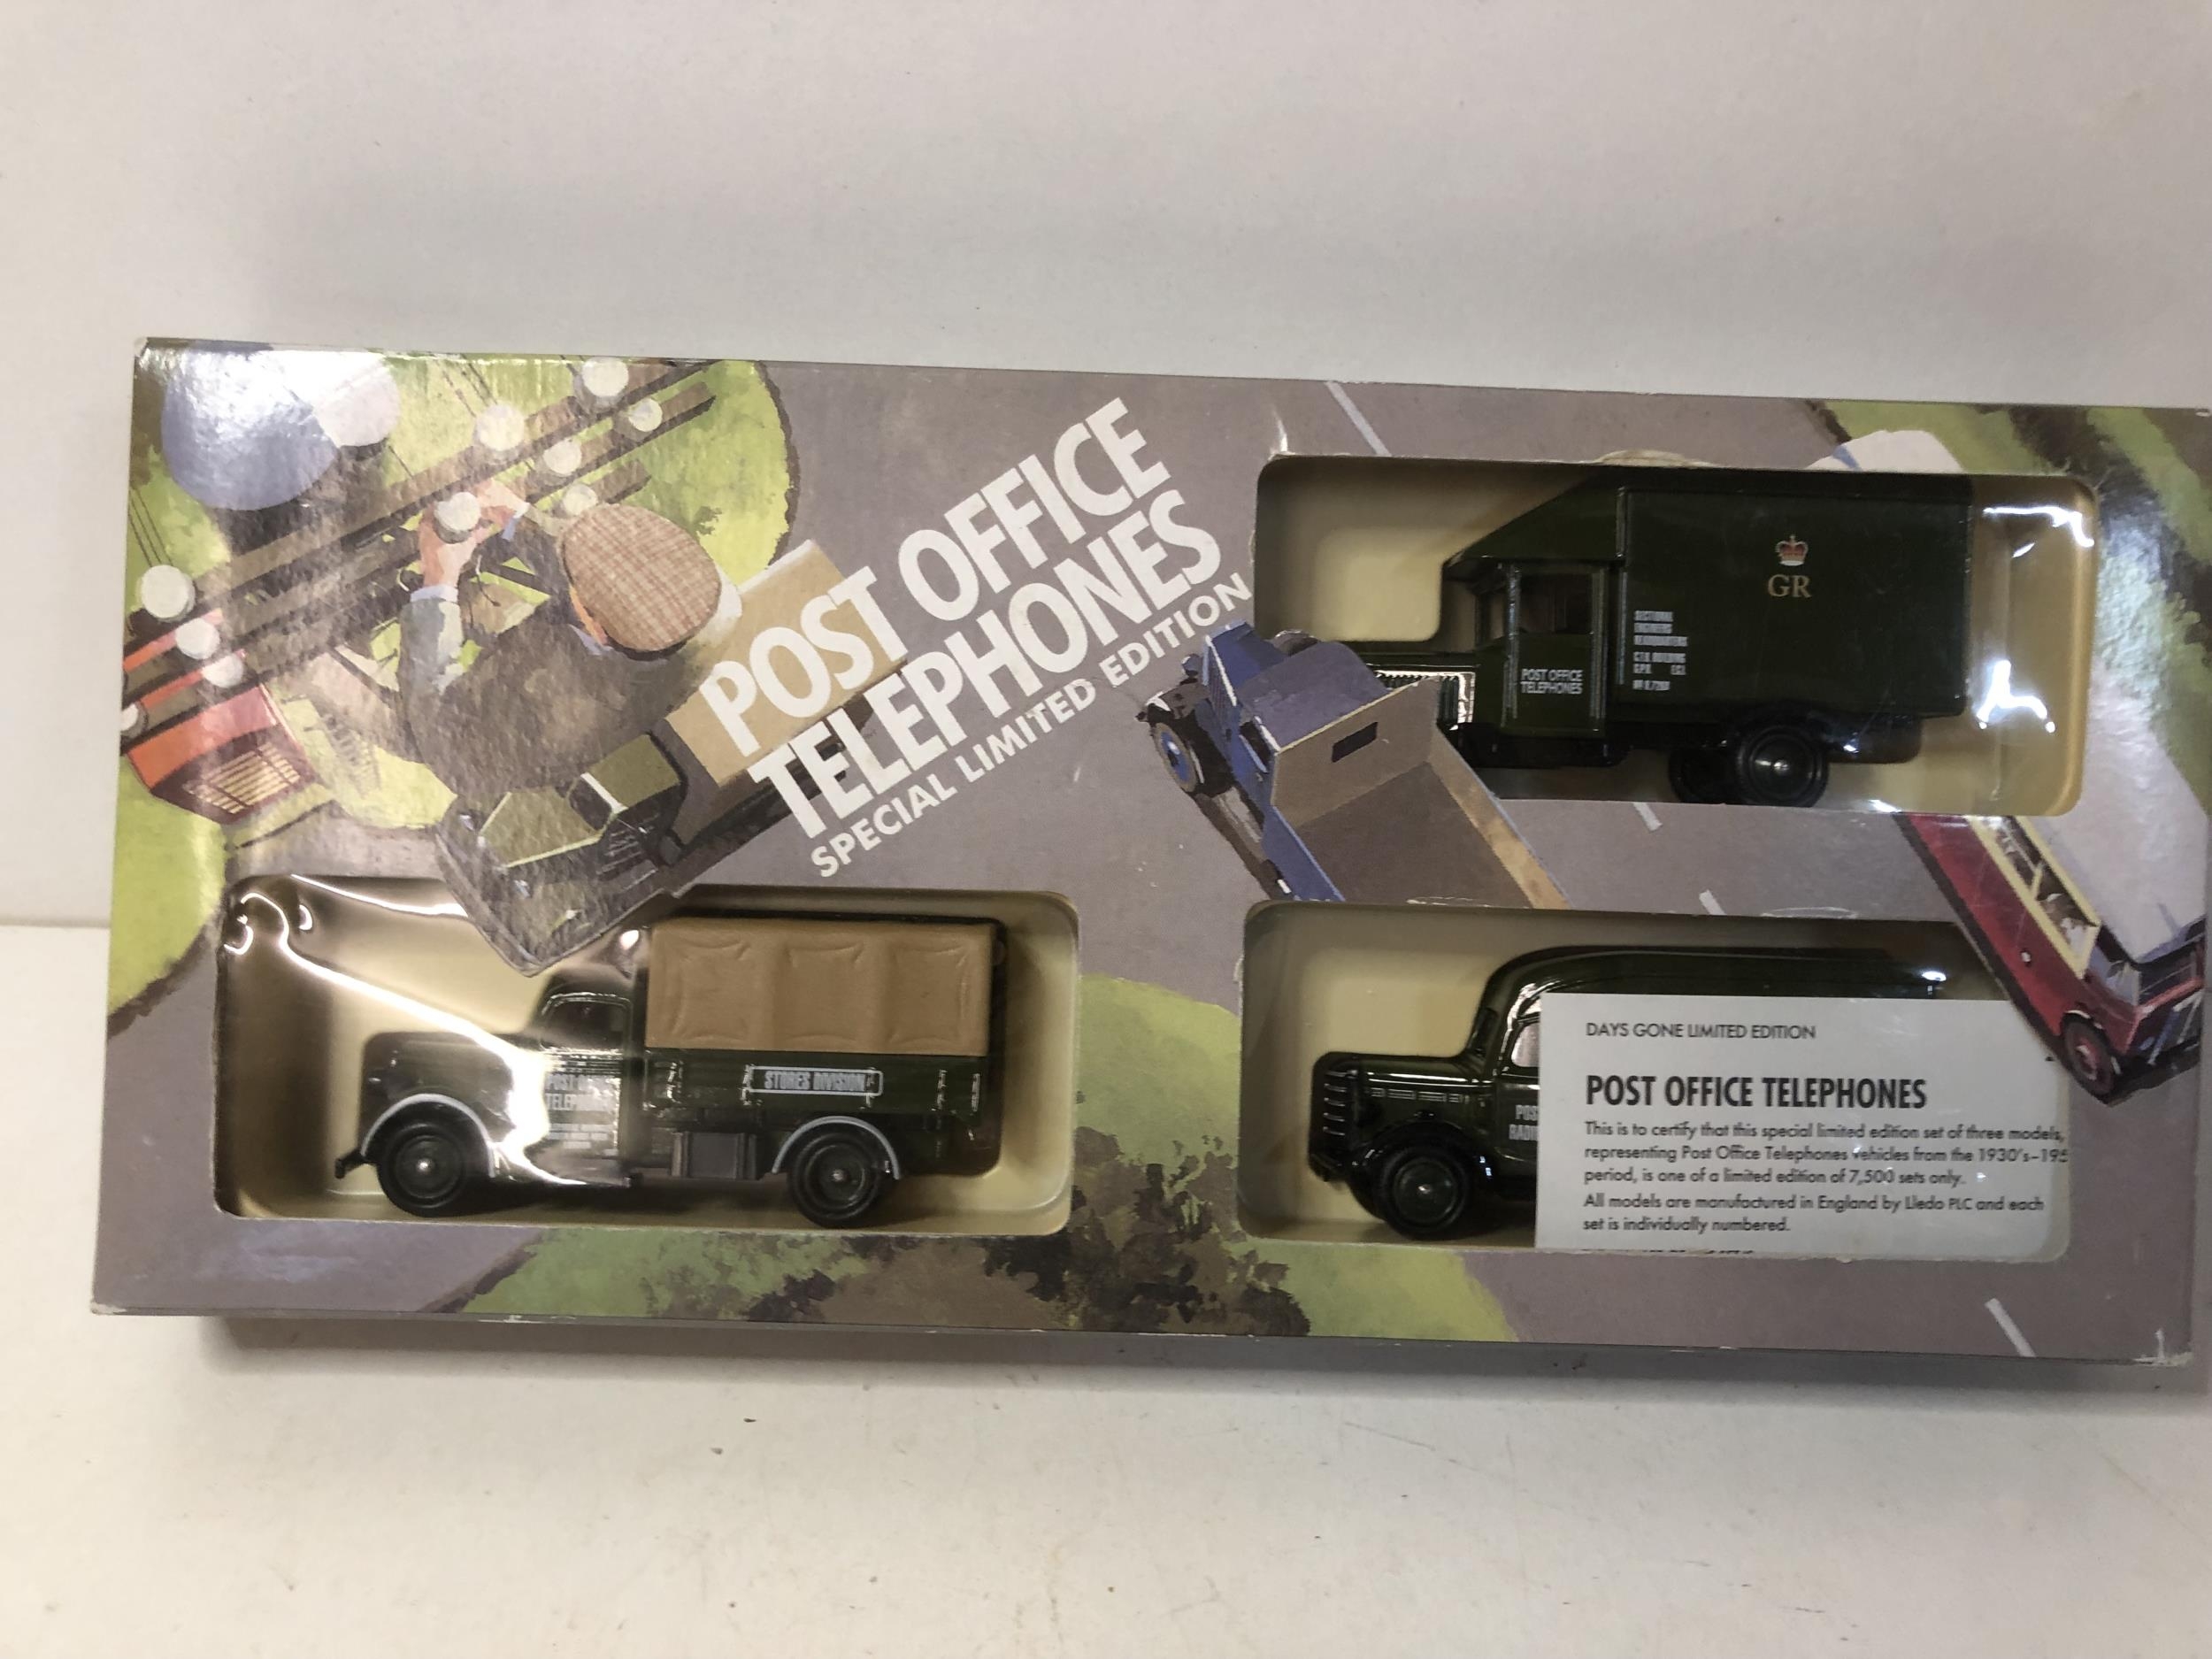 POST OFFICE
TELEPHONES
SPECIAL LIMITED EDITION
GR
POST OFFICE
TELEPHONES
STORES DIVISION
DAYS GONE LIMITED EDITION
POST OFFICE TELEPHONES
This is to certify that this special limited edition set of three models,
representing Post Office Telephones vehicles from the 1930's–195
period, is one of a limited edition of 7,500 sets only.
All models are manufactured in England by Lledo PLC and each
set is individually numbered.